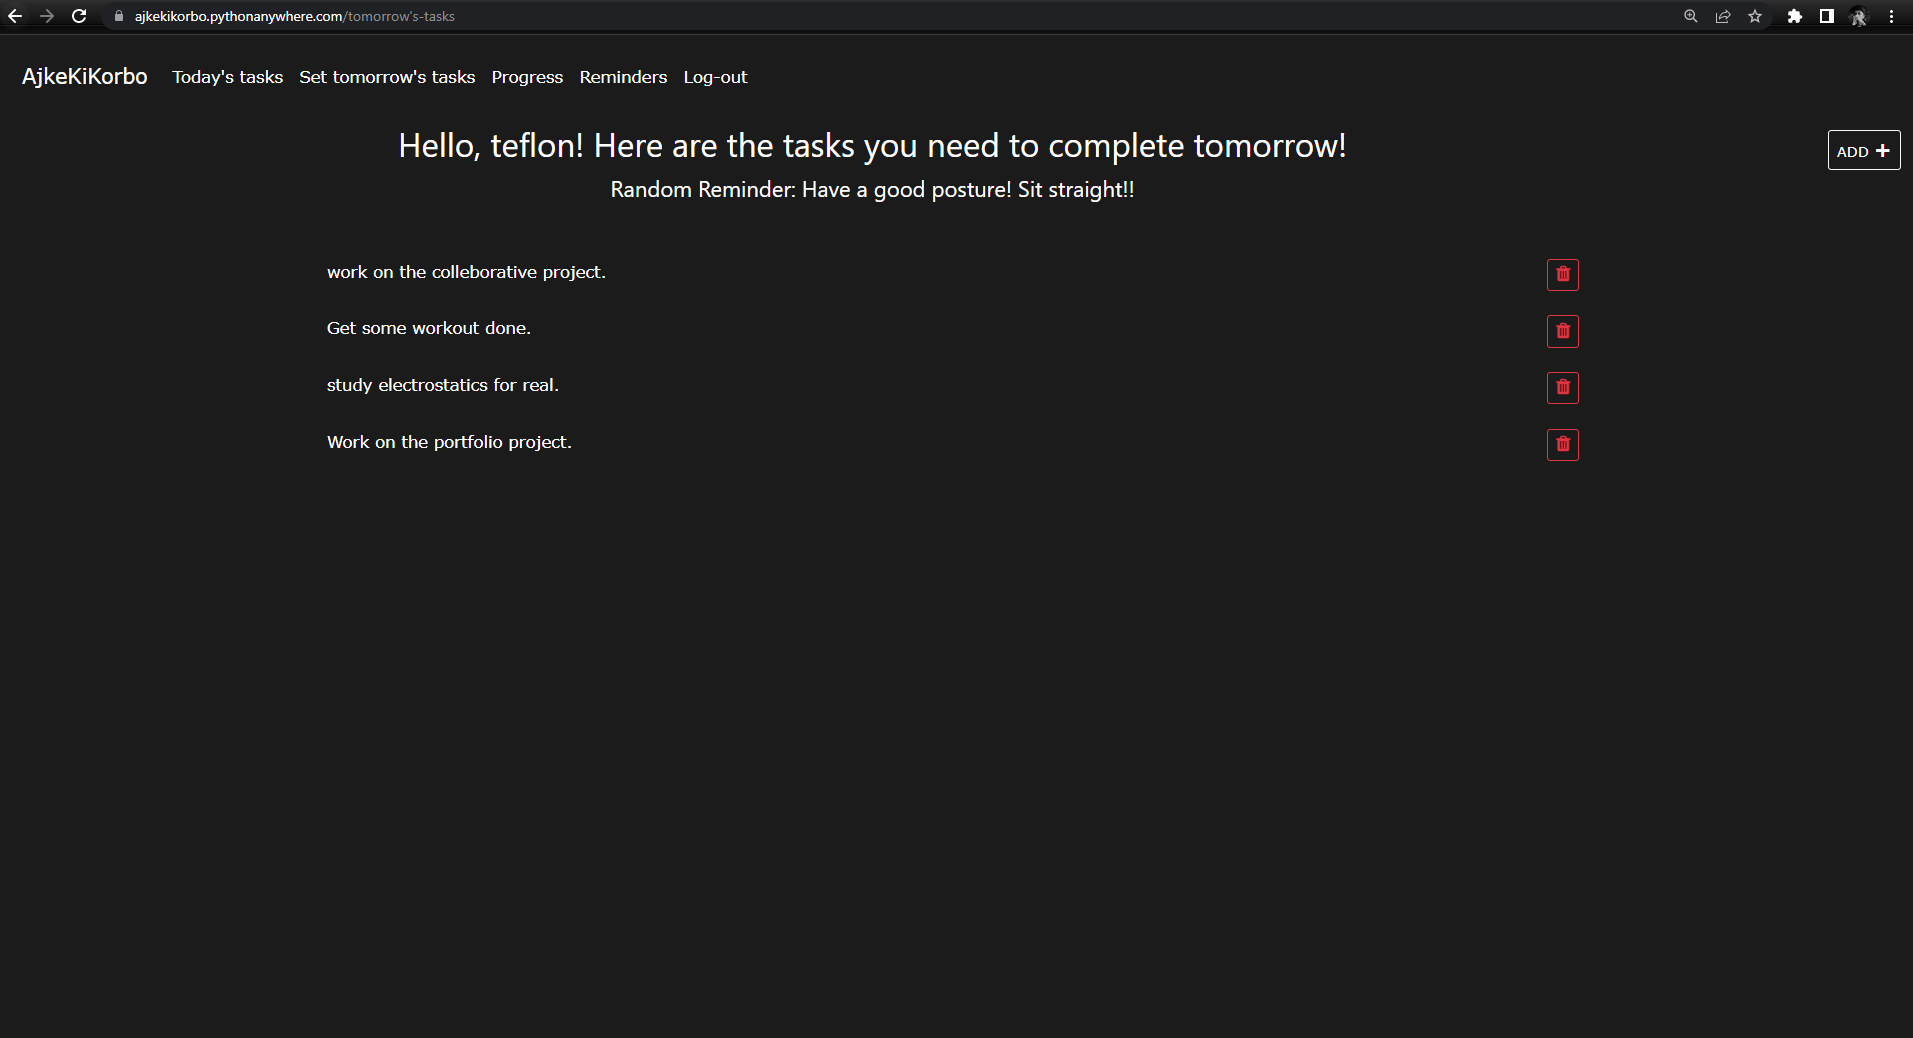 ajkekikorbo.pythonanywhere.com/tomorrow's-tasks
AjkeKiKorbo Today's tasks Set tomorrow's tasks Progress Reminders Log-out
Hello, teflon! Here are the tasks you need to complete tomorrow!
ADD +
Random Reminder: Have a good posture! Sit straight!!
work on the colleborative project.
Get some workout done.
study electrostatics for real.
Work on the portfolio project.